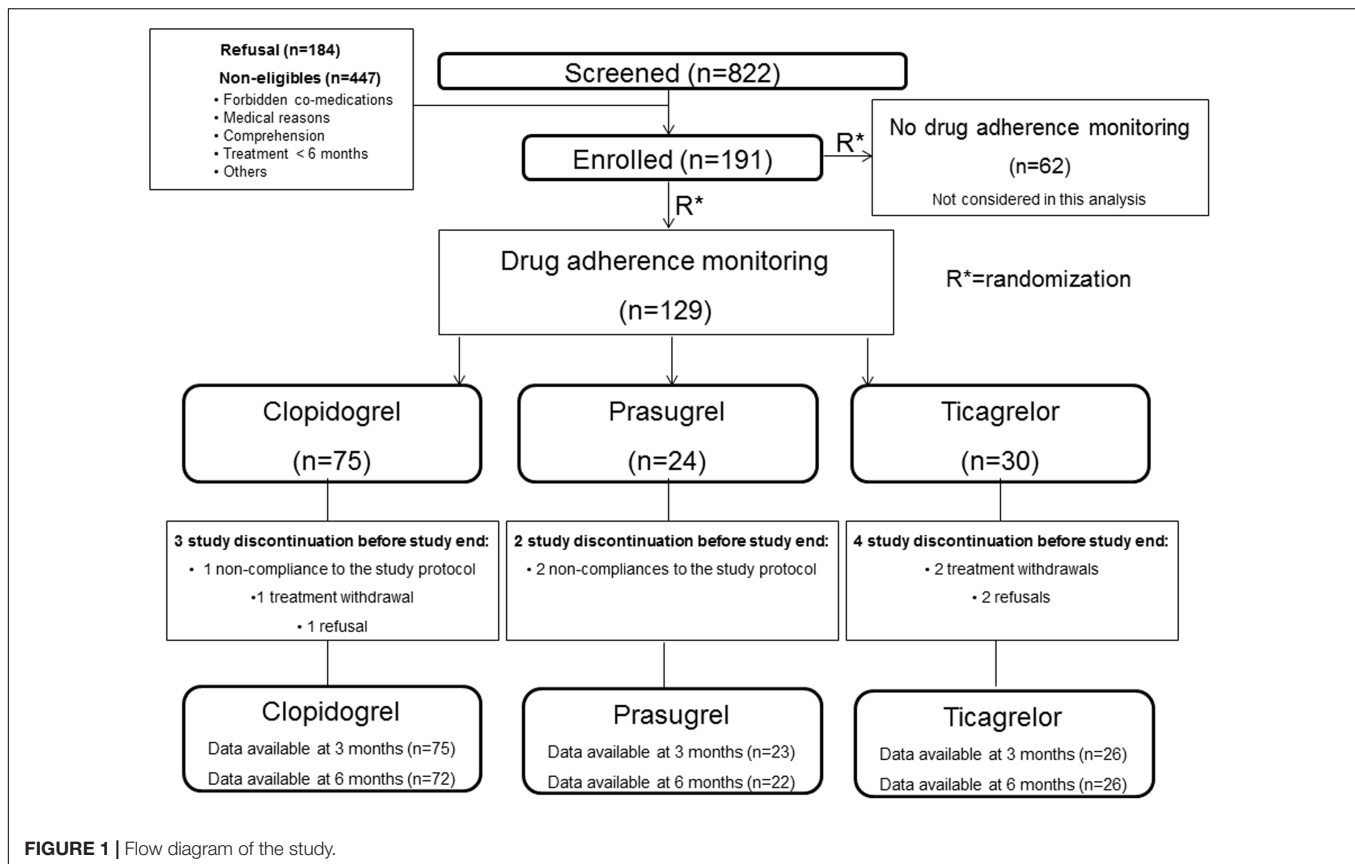 Refusal (n=184)
Non-eligibles (n=447)
• Forbidden co-medications
• Medical reasons
• Comprehension
• Treatment < 6 months
• Others
Screened (n=822)
Enrolled (n=191)
R*
No drug adherence monitoring
(n=62)
Not considered in this analysis
R*
Drug adherence monitoring
(n=129)
R*=randomization
Clopidogrel
(n=75)
Prasugrel
(n=24)
Ticagrelor
(n=30)
3 study discontinuation before study end:
• 1 non-compliance to the study protocol
•1 treatment withdrawal
• 1 refusal
2 study discontinuation before study end:
• 2 non-compliances to the study protocol
4 study discontinuation before study end:
• 2 treatment withdrawals
• 2 refusals
Clopidogrel
Data available at 3 months (n=75)
Data available at 6 months (n=72)
Prasugrel
Data available at 3 months (n=23)
Data available at 6 months (n=22)
Ticagrelor
Data available at 3 months (n=26)
Data available at 6 months (n=26)
FIGURE 1 | Flow diagram of the study.